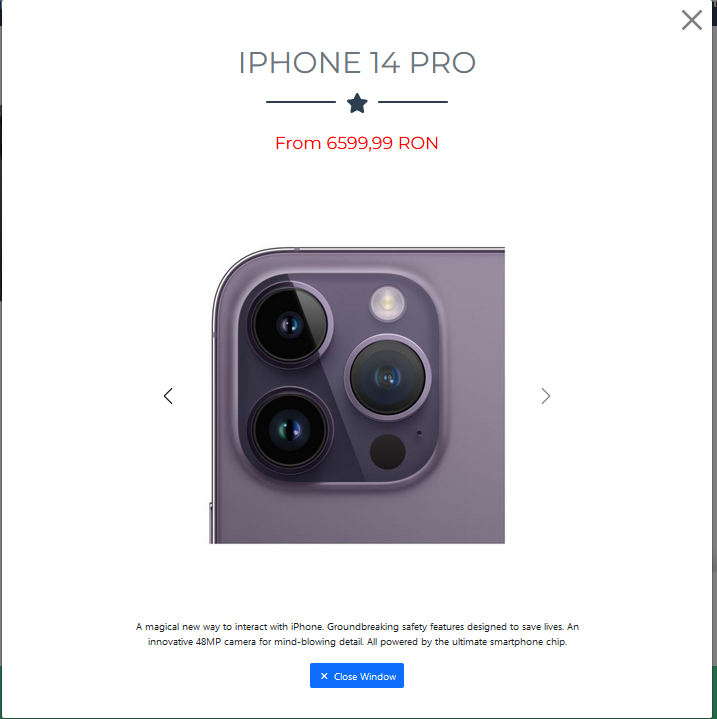 IPHONE 14 PRO
From 6599,99 RON
A magical new way to interact with iPhone. Groundbreaking safety features designed to save lives. An
innovative 48MP camera for mind-blowing detail. All powered by the ultimate smartphone chip.
Close Window